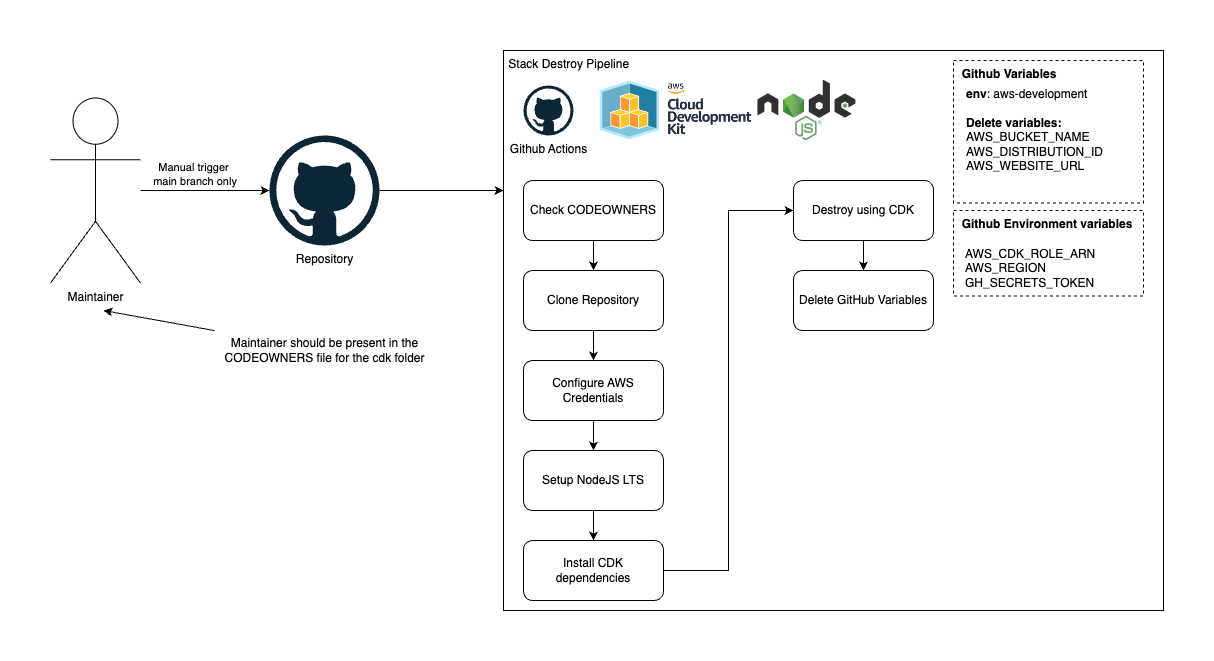 Stack Destroy Pipeline
aws
Cloud
Development
Kit
node
JS
Github Actions
Github Variables
env: aws-development
Delete variables:
AWS_BUCKET_NAME
AWS_DISTRIBUTION_ID
AWS_WEBSITE_URL
Github Environment variables
AWS_CDK_ROLE_ARN
AWS_REGION
GH_SECRETS_TOKEN
Manual trigger
main branch only
Repository
Maintainer
Maintainer should be present in the
CODEOWNERS file for the cdk folder
Check CODEOWNERS
Clone Repository
Configure AWS
Credentials
Setup NodeJS LTS
Install CDK
dependencies
Destroy using CDK
Delete GitHub Variables